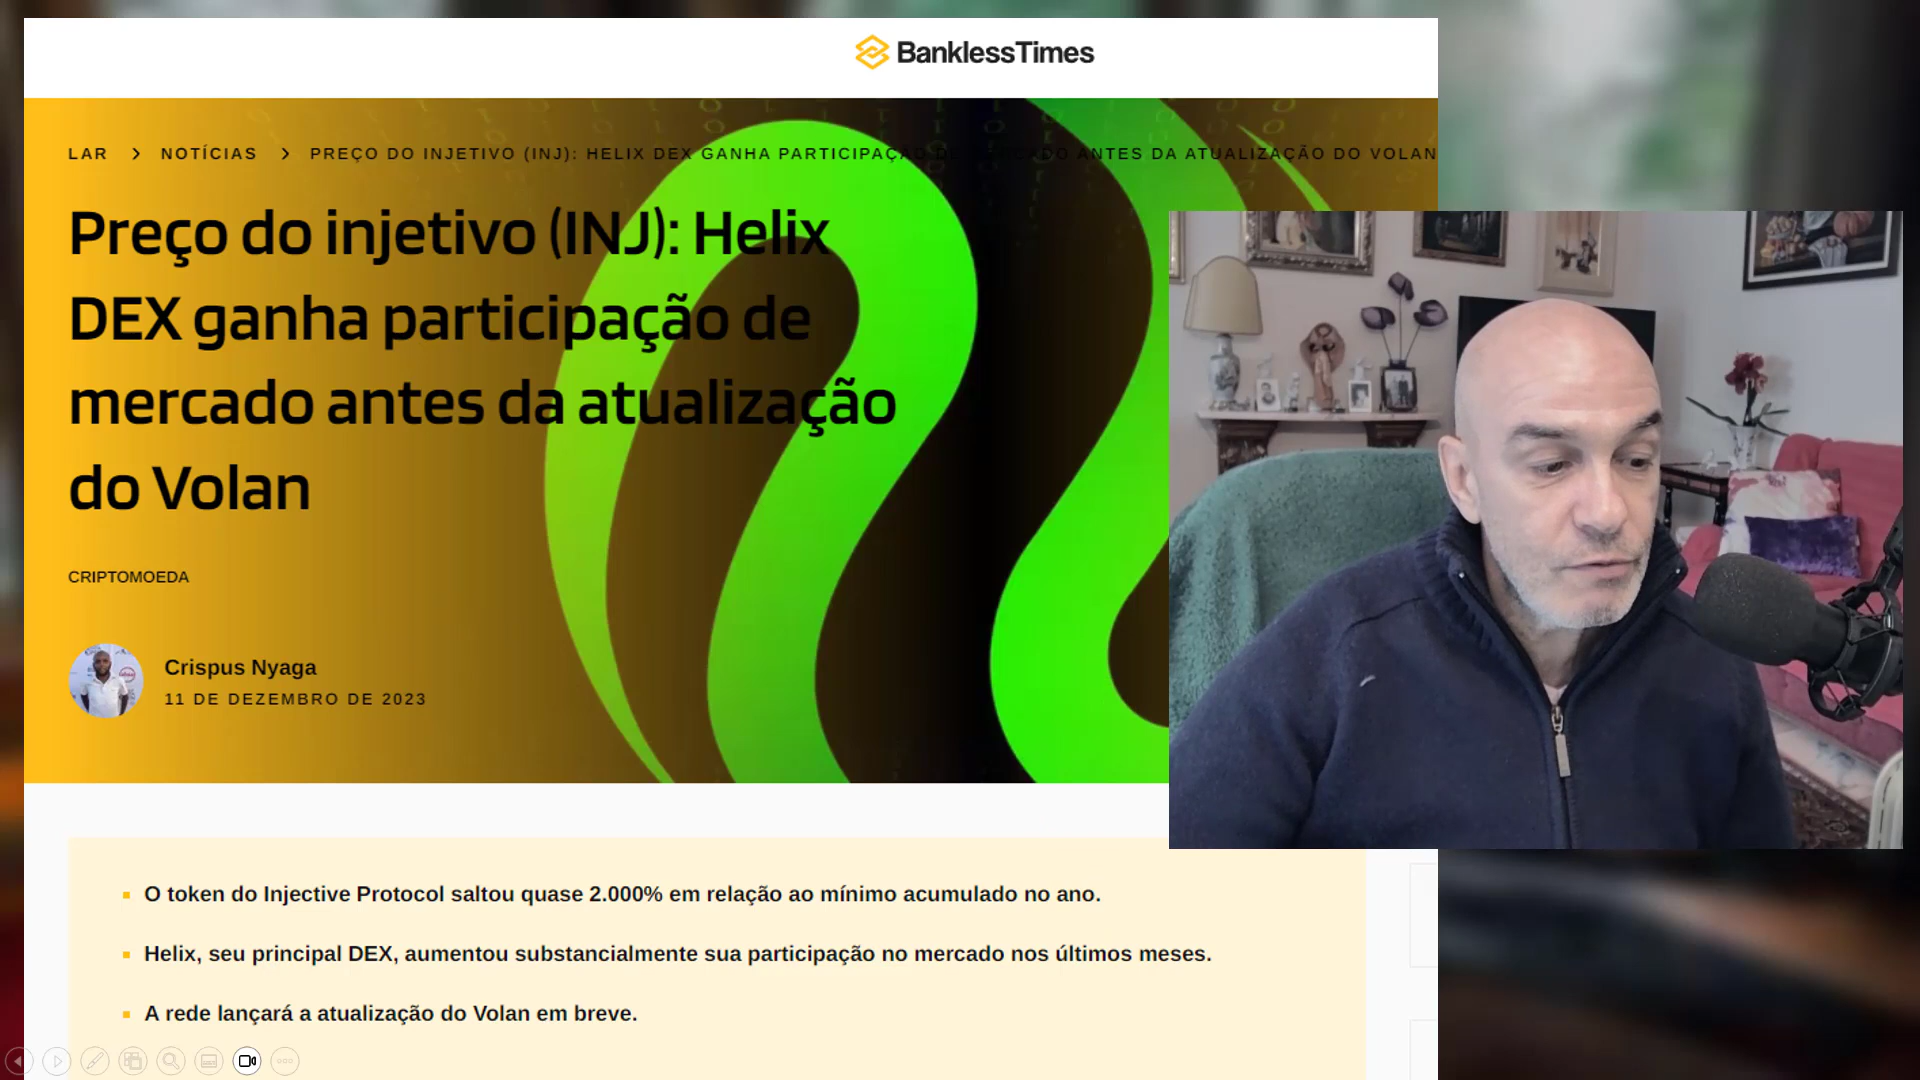 BanklessTimes
LAR > NOTÍCIAS > PREÇO DO INJETIVO (INJ): HELIX DEX GANHA PARTICIPAÇÃO DE MERCADO ANTES DA ATUALIZAÇÃO DO VOLAN
Preço do injetivo (INJ): Helix
DEX ganha participação de
mercado antes da atualização
do Volan
CRIPTOMOEDA
Crispus Nyaga
11 DE DEZEMBRO DE 2023
O token do Injective Protocol saltou quase 2.000% em relação ao mínimo acumulado no ano.
Helix, seu principal DEX, aumentou substancialmente sua participação no mercado nos últimos meses.
A rede lançará a atualização do Volan em breve.